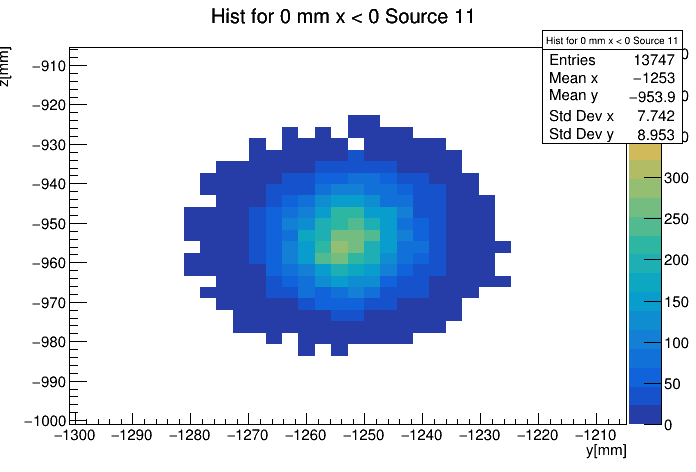 Hist for 0 mm x < 0 Source 11
Hist for 0 mm x < 0 Source 11
Entries 13747
Mean x −1253
Mean y −953.9
Std Dev x 7.742
Std Dev y 8.953
z[mm]
−910
−920
−930
−940
−950
−960
−970
−980
−990
−1000
−1300 −1290 −1280 −1270 −1260 −1250 −1240 −1230 −1220 −1210
y[mm]
300
250
200
150
100
50
0